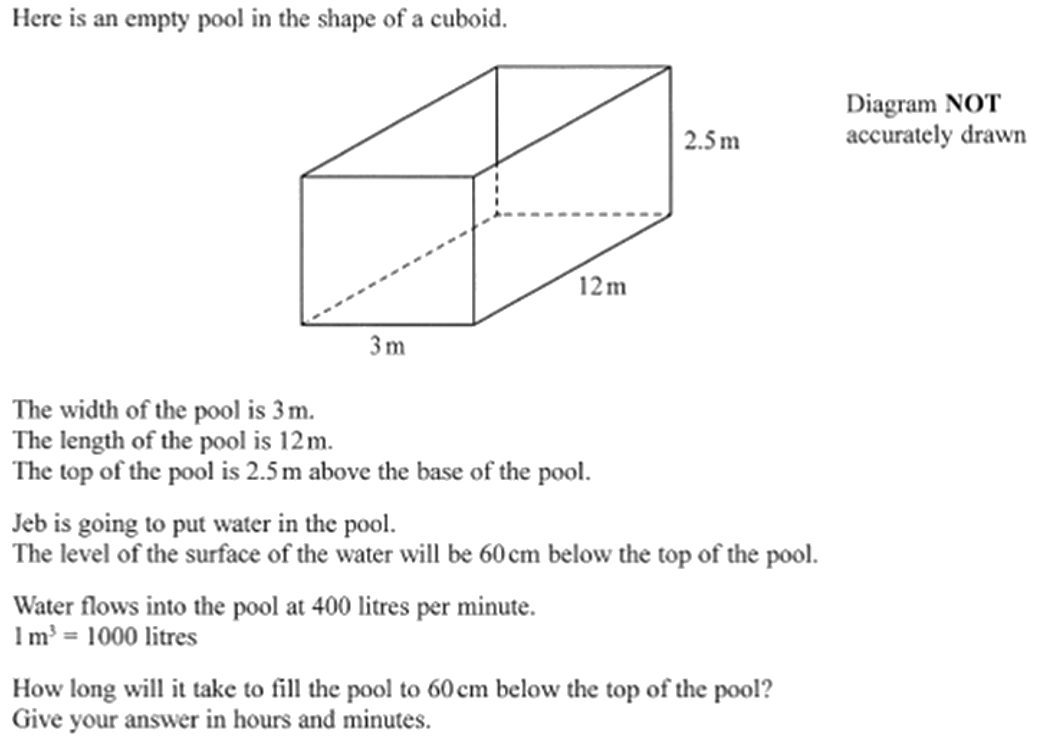 Here is an empty pool in the shape of a cuboid.
Diagram NOT
accurately drawn
2.5 m
12 m
3 m
The width of the pool is 3 m.
The length of the pool is 12 m.
The top of the pool is 2.5 m above the base of the pool.
Jeb is going to put water in the pool.
The level of the surface of the water will be 60 cm below the top of the pool.
Water flows into the pool at 400 litres per minute.
1 m³ = 1000 litres
How long will it take to fill the pool to 60 cm below the top of the pool?
Give your answer in hours and minutes.